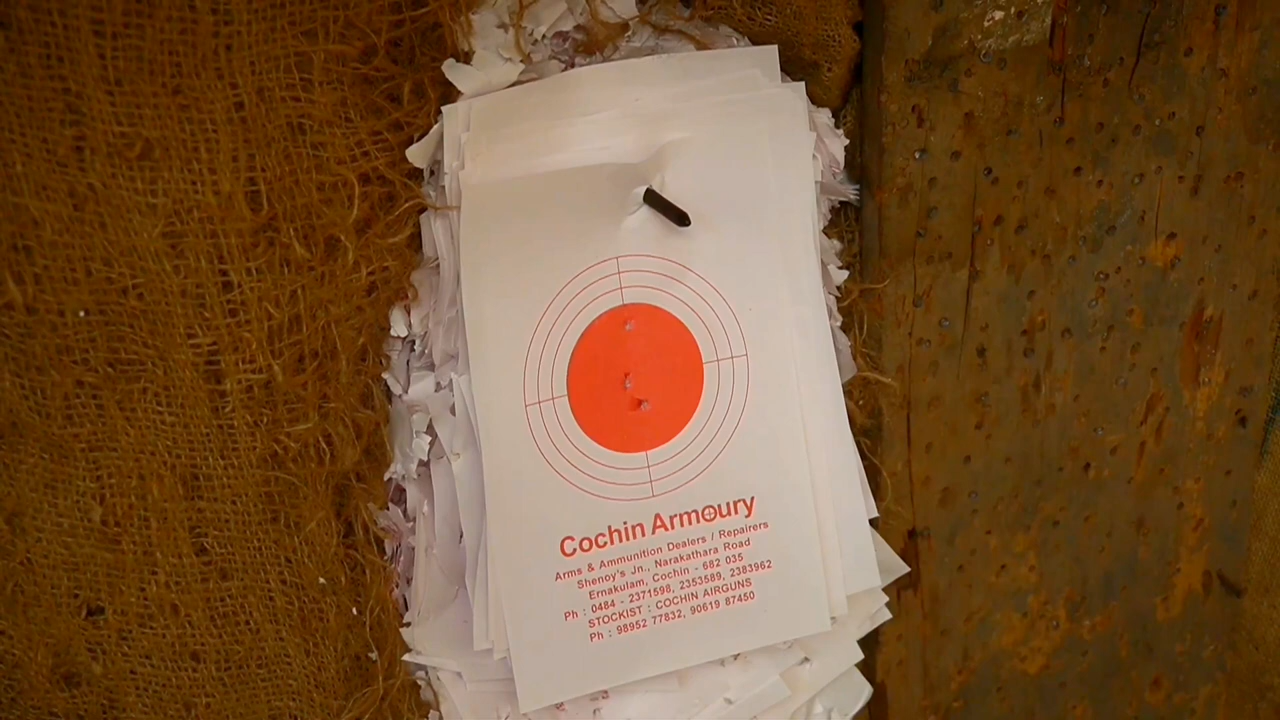 Cochin Armoury
Arms & Ammunition Dealers / Repairers
Shenoy's Jn., Narakathara Road
Ernakulam, Cochin - 682 035
Ph : 0484 - 2371598, 2353589, 2383962
STOCKIST : COCHIN AIRGUNS
Ph : 98952 77832, 90619 87450